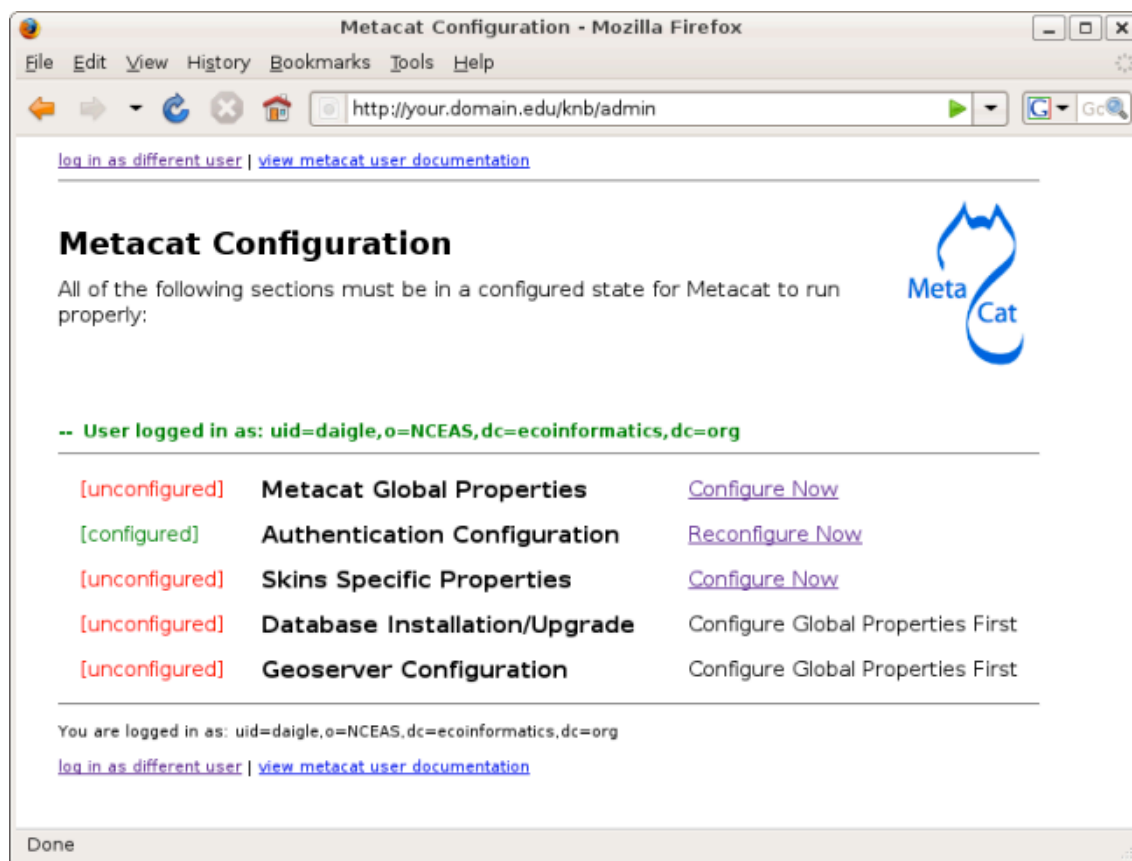 Metacat Configuration - Mozilla Firefox
File Edit View History Bookmarks Tools Help
http://your.domain.edu/knb/admin G
log in as different user | view metacat user documentation
Metacat Configuration
All of the following sections must be in a configured state for Metacat to run
properly:
Meta
Cat
-- User logged in as: uid=daigle,o=NCEAS,dc=ecoinformatics,dc=org
[unconfigured] Metacat Global Properties Configure Now
[configured] Authentication Configuration Reconfigure Now
[unconfigured] Skins Specific Properties Configure Now
[unconfigured] Database Installation/Upgrade Configure Global Properties First
[unconfigured] Geoserver Configuration Configure Global Properties First
You are logged in as: uid=daigle,o=NCEAS,dc=ecoinformatics,dc=org
log in as different user | view metacat user documentation
Done